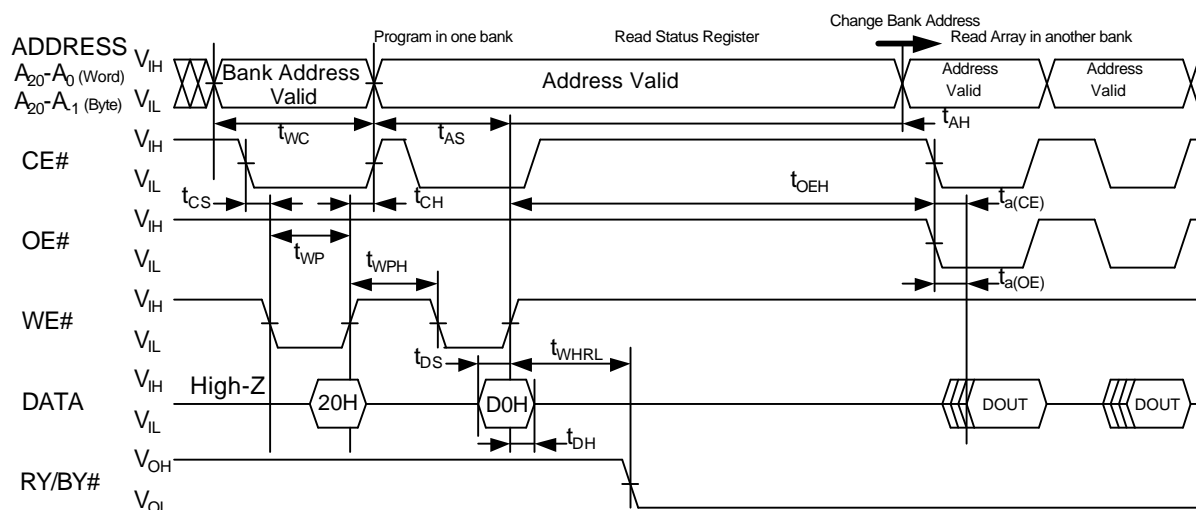 Change Bank Address
Program in one bank Read Status Register Read Array in another bank
ADDRESS
A20-A0 (Word)
A20-A-1 (Byte)
VIH
VIL
Bank Address Valid
Address Valid
Address Valid
Address Valid
tWC tAS tAH
CE#
VIH
VIL
tCS tCH tOEH ta(CE)
OE#
VIH
VIL
tWP tWPH ta(OE)
WE#
VIH
VIL
tDS tWHRL
DATA
VIH
VIL
High-Z 20H D0H DOUT DOUT
tDH
RY/BY#
VOH
VOL